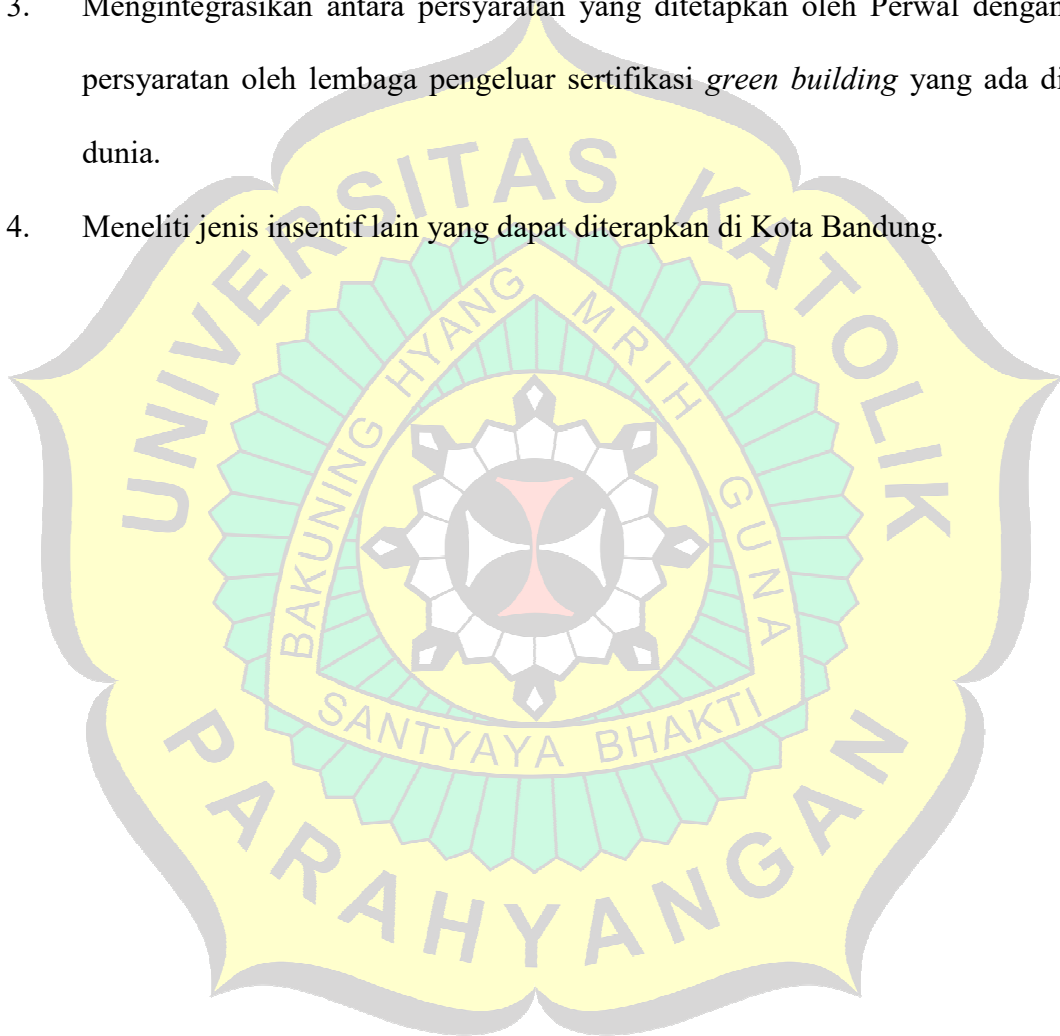 3. Mengintegrasikan antara persyaratan yang ditetapkan oleh Perwal dengan
persyaratan oleh lembaga pengeluar sertifikasi green building yang ada di
dunia.
4. Meneliti jenis insentif lain yang dapat diterapkan di Kota Bandung.
UNIVERSITAS KATOLIK
BAKUNING HYANG MRIH GUNA
SANTYAYA BHAKTI
PARAHYANGAN